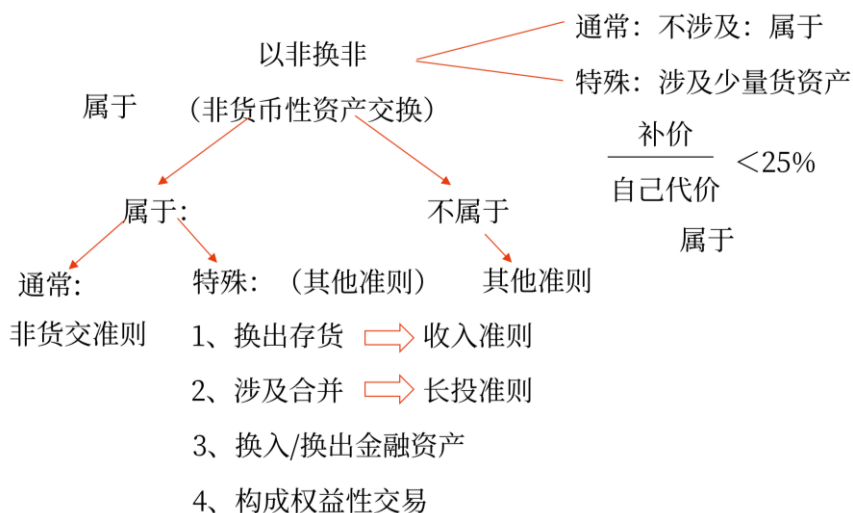 以非换非
通常：不涉及：属于
属于
（非货币性资产交换）
特殊：涉及少量货资产
补价
自己代价
＜25%
属于
属于：
不属于
通常：
非货交准则
特殊：（其他准则）
其他准则
1、换出存货
收入准则
2、涉及合并
长投准则
3、换入/换出金融资产
4、构成权益性交易